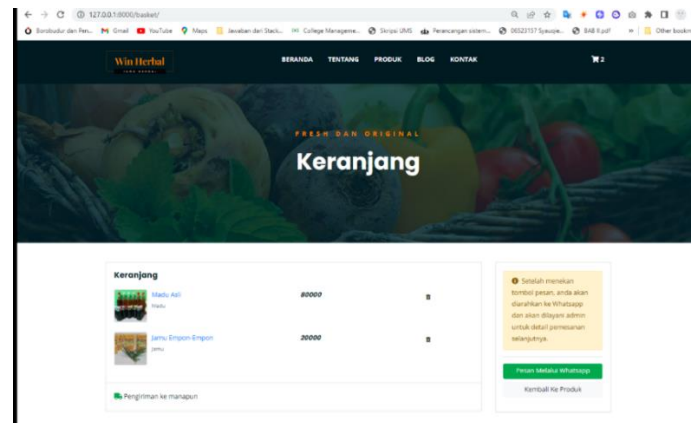 127.0.0.1:8000/basket/
Borobudur dan Pen... Gmail YouTube Maps Jawaban dari Stack... College Manageme... Skripsi UMS Perancangan sistem... BAB II.pdf Other bookm
Win Herbal
BERANDA TENTANG PRODUK BLOG KONTAK
2
FRESH DAN ORIGINAL
Keranjang
Keranjang
Madu Asli 80000
Madu
Jamu Empon-Empon 20000
Jamu
Pengiriman ke manapun
Setelah menekan
tombol pesan, anda akan
diarahkan ke Whatsapp
dan akan dilayani admin
untuk detail pemesanan
selanjutnya.
Pesan Melalui Whatsapp
Kembali Ke Produk